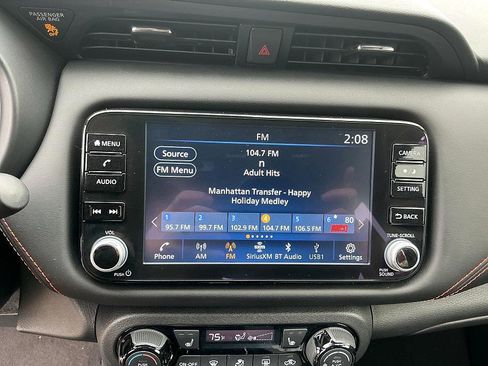 PASSENGER
AIR BAG
OFF
FM
2:08
MENU
Source
104.7 FM
n
CAMERA
FM Menu
Adult Hits
AUDIO
SETTING
Manhattan Transfer - Happy
Holiday Medley
1 2 3 4 5 6 80
95.7 FM 99.7 FM 102.9 FM 104.7 FM 106.5 FM
BACK
VOL
TUNE-SCROLL
Phone AM FM SiriusXM BT Audio USB1 Settings
PUSH
PUSH
SOUND
75°F